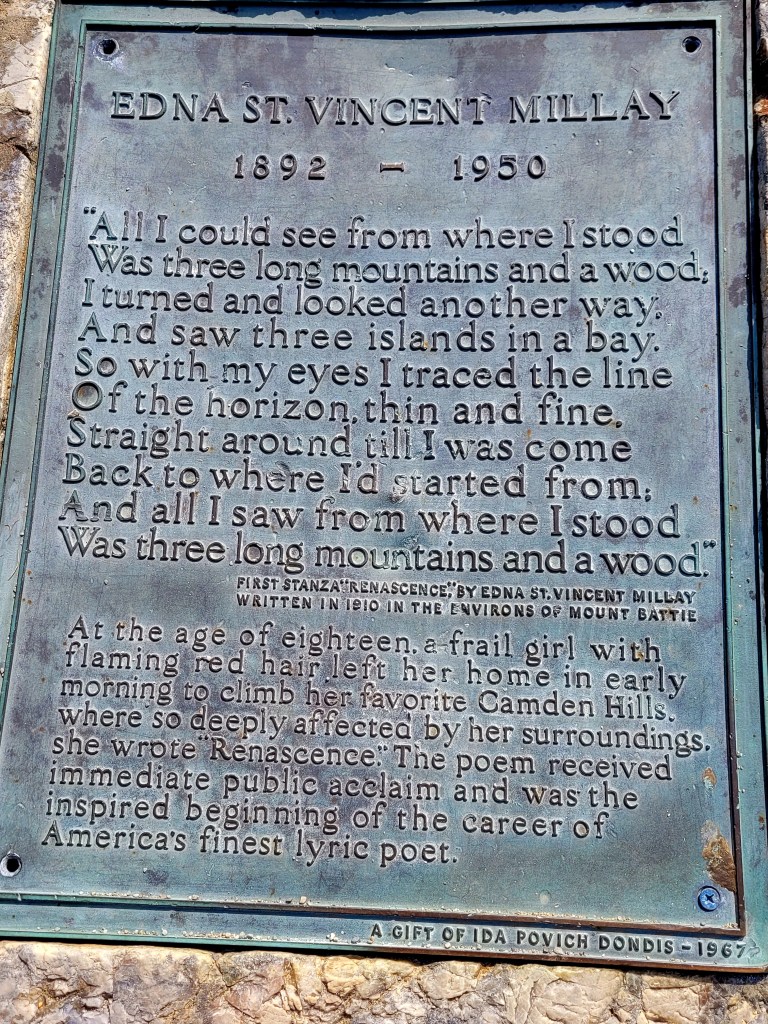 EDNA ST. VINCENT MILLAY
1892 – 1950
"All I could see from where I stood
Was three long mountains and a wood;
I turned and looked another way,
And saw three islands in a bay.
So with my eyes I traced the line
Of the horizon, thin and fine,
Straight around till I was come
Back to where I'd started from;
And all I saw from where I stood
Was three long mountains and a wood."
FIRST STANZA "RENASCENCE," BY EDNA ST. VINCENT MILLAY
WRITTEN IN 1910 IN THE ENVIRONS OF MOUNT BATTIE
At the age of eighteen, a frail girl with
flaming red hair left her home in early
morning to climb her favorite Camden Hills,
where so deeply affected by her surroundings,
she wrote "Renascence." The poem received
immediate public acclaim and was the
inspired beginning of the career of
America's finest lyric poet.
A GIFT OF IDA POVICH DONDIS – 1967